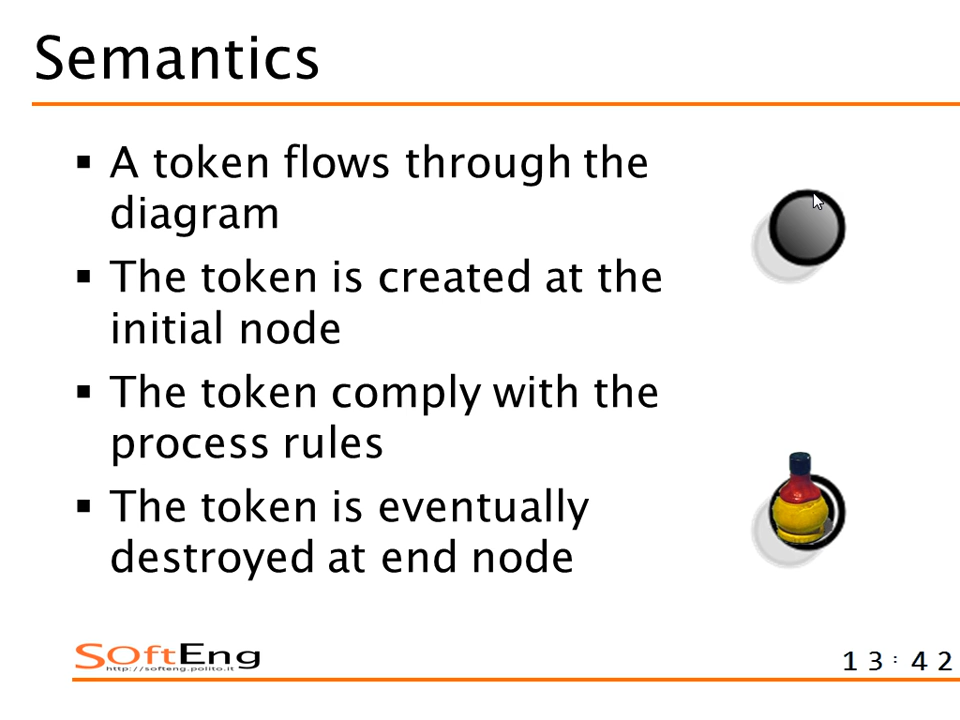 Semantics
A token flows through the
diagram
The token is created at the
initial node
The token comply with the
process rules
The token is eventually
destroyed at end node
SOftEng
http://softeng.polito.it
13:42